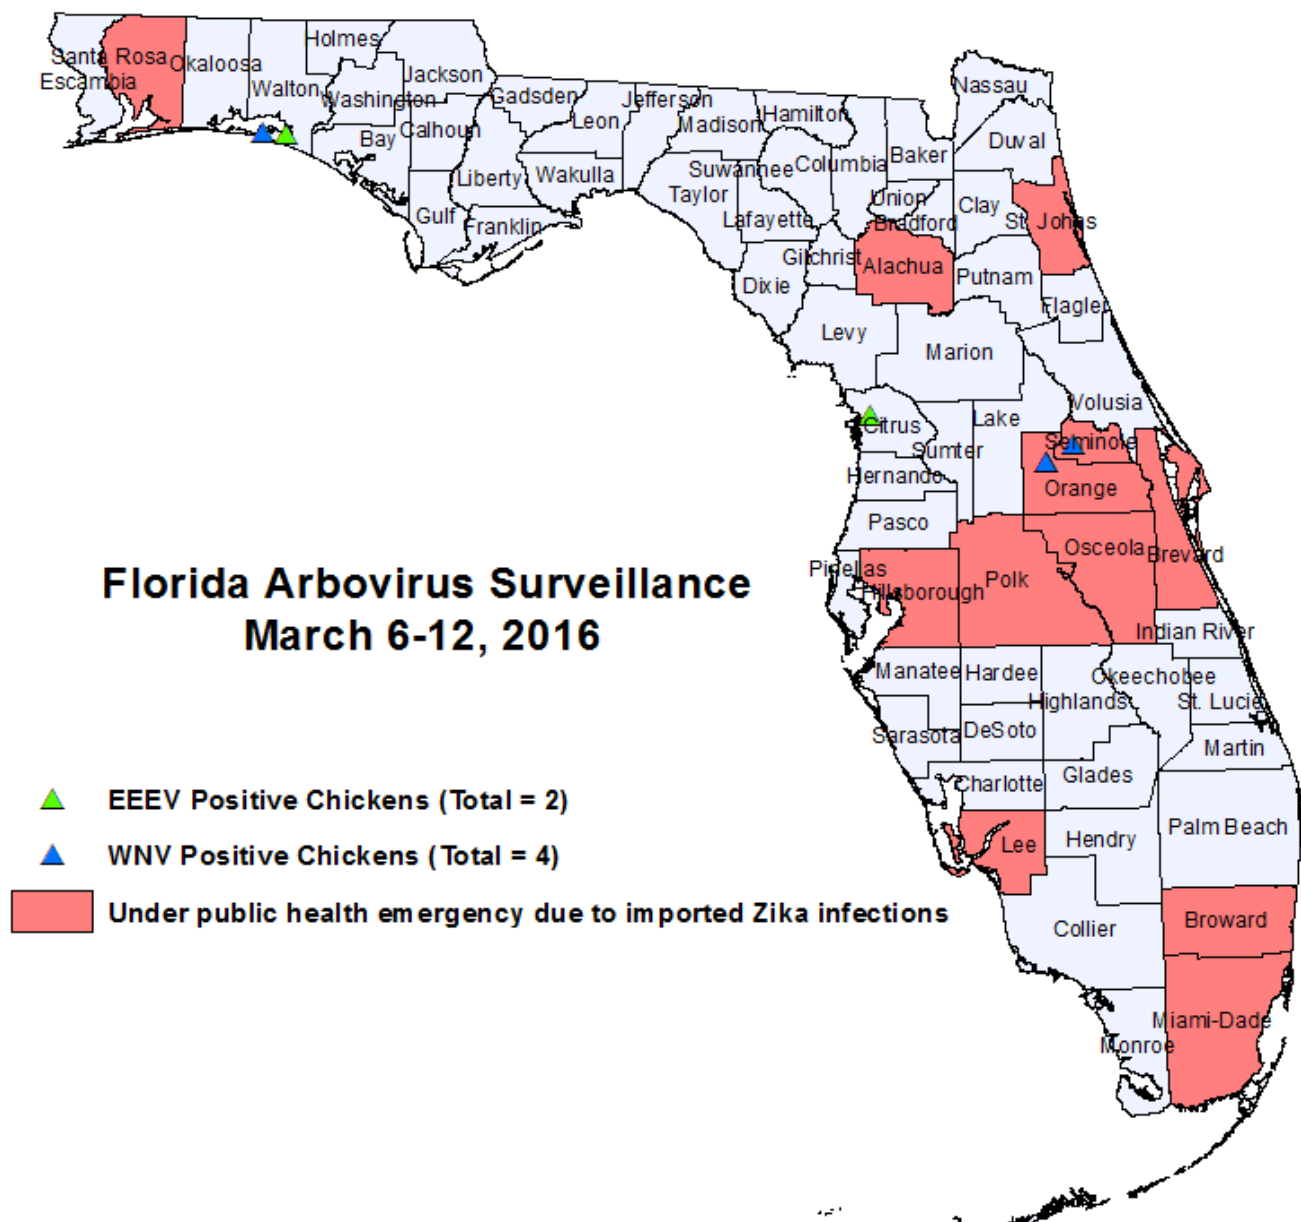 Holmes
Santa Rosa
Okaloosa
Escambia
Walton
Jackson
Washington
Gadsden
Jefferson
Nassau
Bay
Calhoun
Leon
Madison
Hamilton
Duval
Liberty
Wakulla
Suwannee
Columbia
Baker
Gulf
Franklin
Taylor
Lafayette
Union
Bradford
Clay
St. Johns
Gilchrist
Alachua
Putnam
Dixie
Flagler
Levy
Marion
Volusia
Citrus
Lake
Sumter
Seminole
Hernando
Orange
Pasco
Osceola
Brevard
Pinellas
Hillsborough
Polk
Florida Arbovirus Surveillance
March 6-12, 2016
Indian River
Manatee
Hardee
Okeechobee
Highlands
St. Lucie
Sarasota
DeSoto
Martin
Charlotte
Glades
EEEV Positive Chickens (Total = 2)
Palm Beach
Lee
Hendry
WNV Positive Chickens (Total = 4)
Under public health emergency due to imported Zika infections
Broward
Collier
Miami-Dade
Monroe